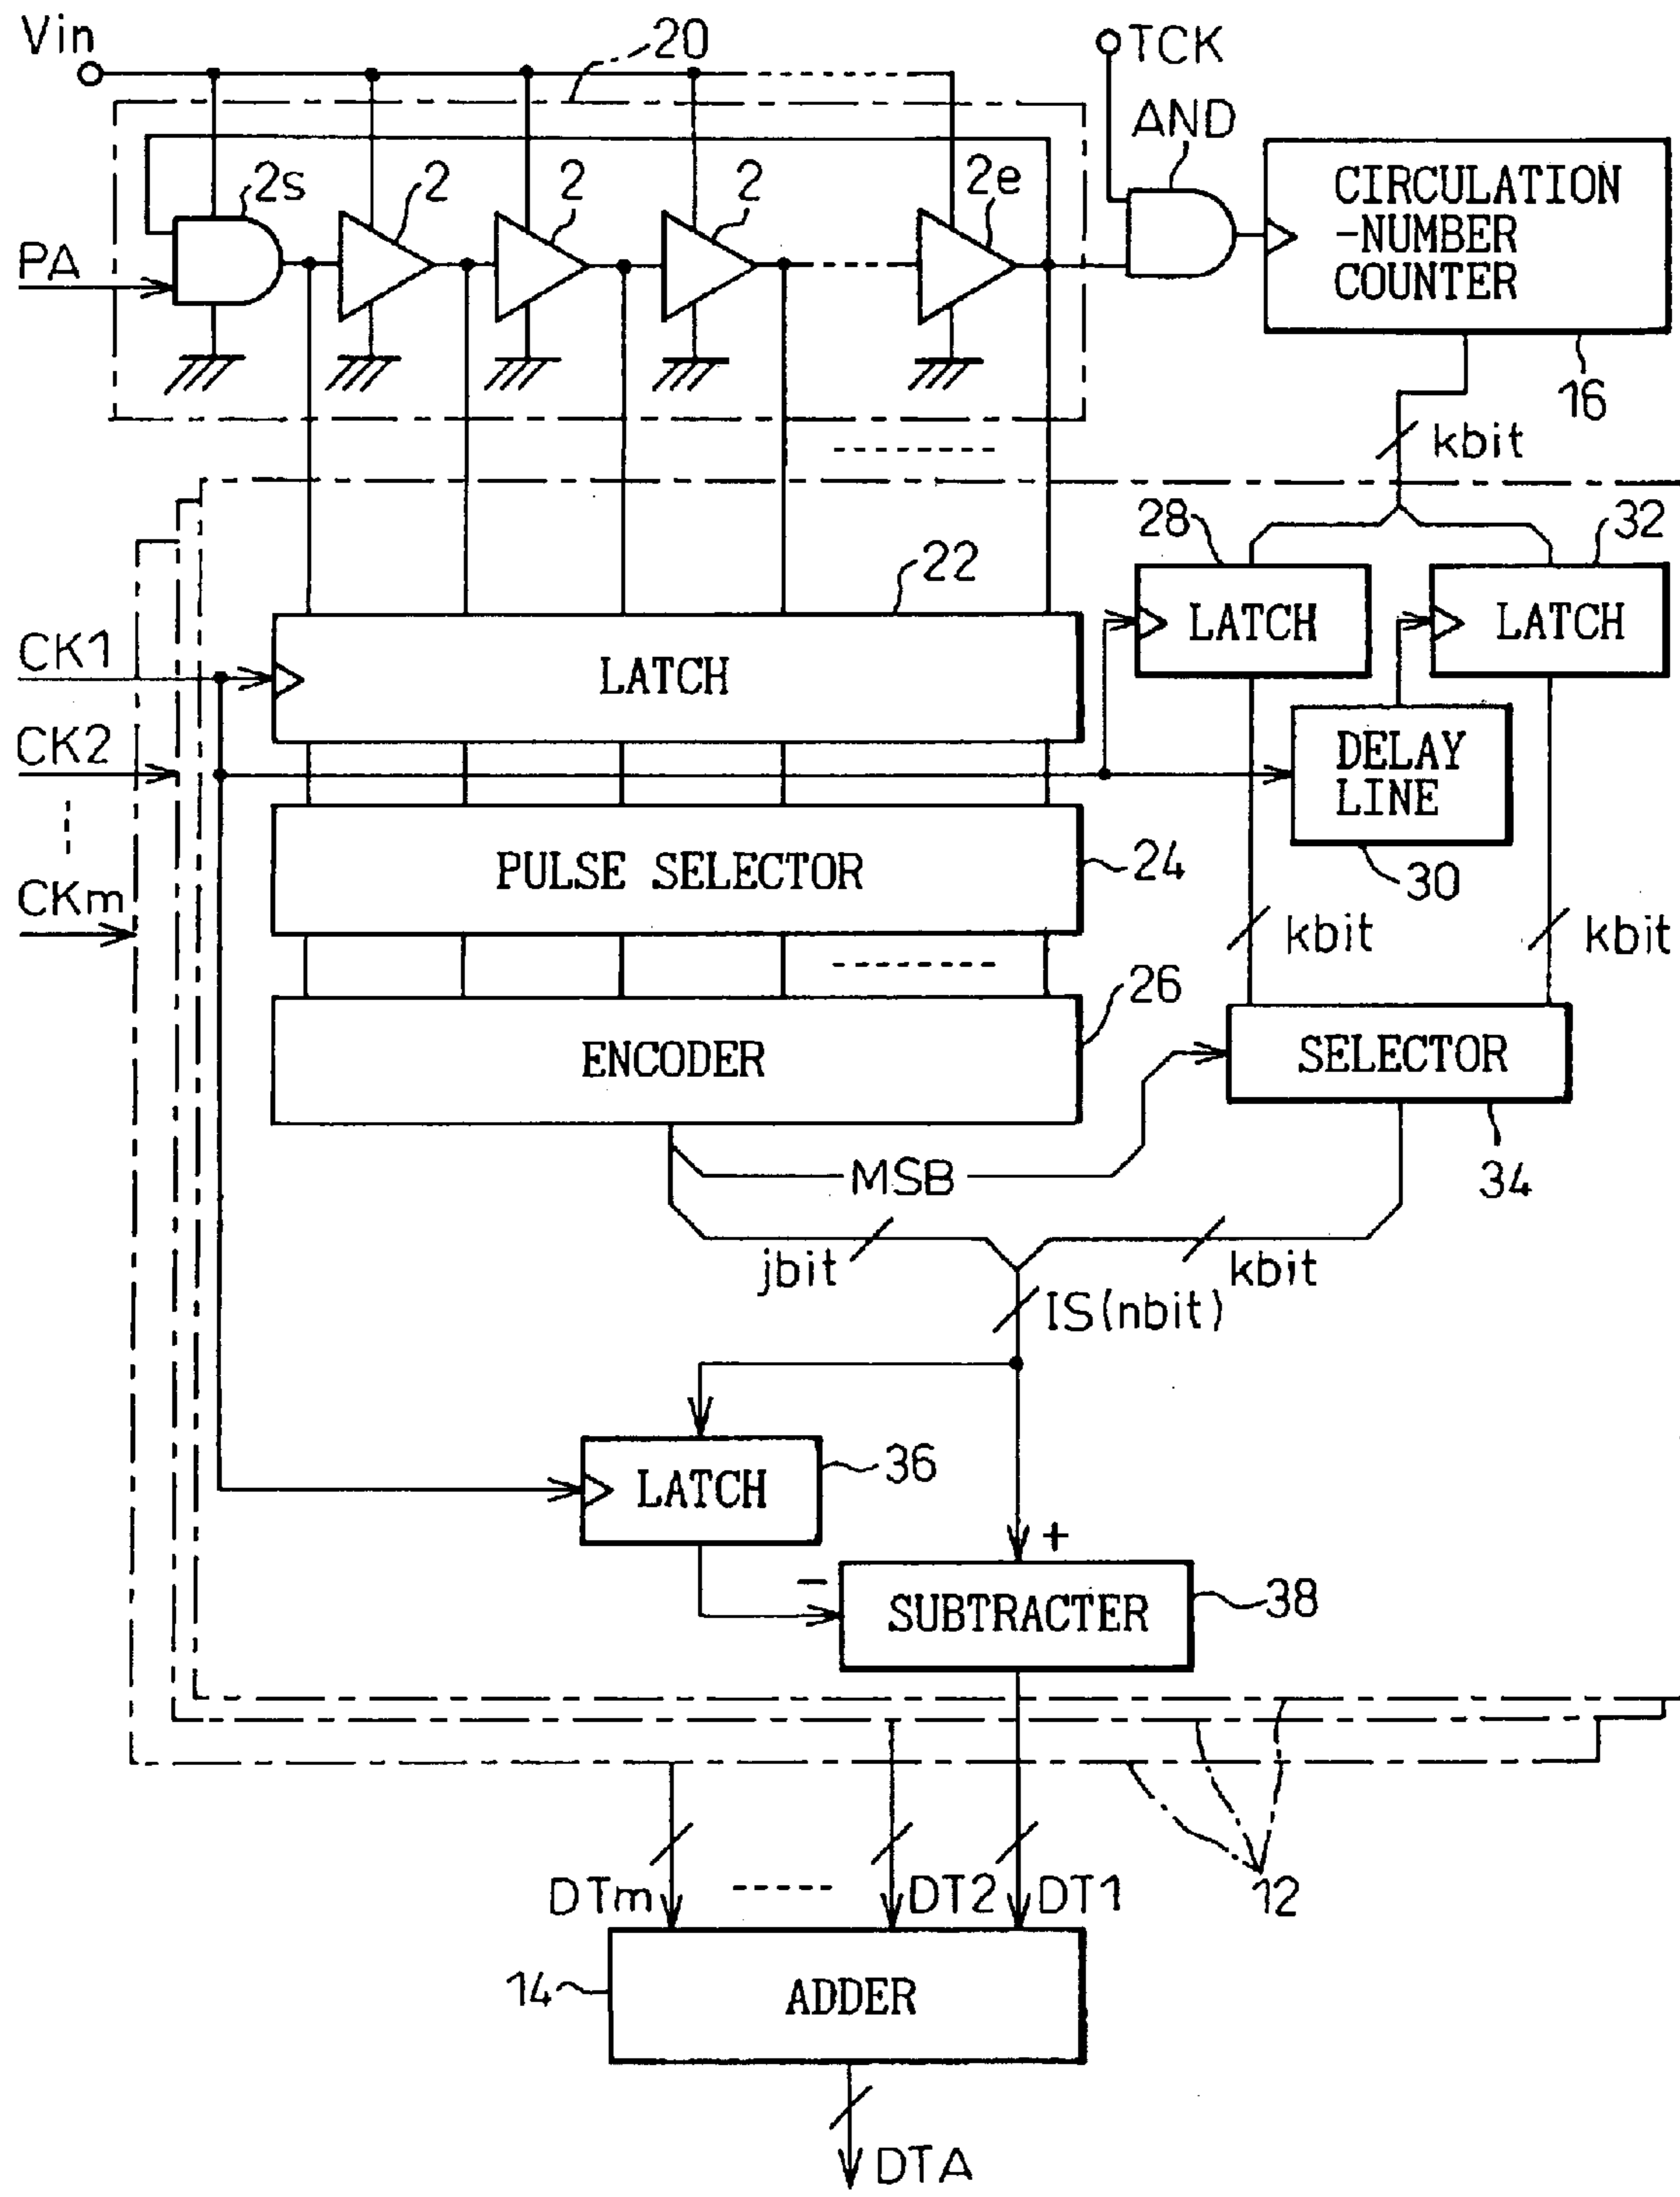 Vin
20
TCK
AND
2s
2
2
2
2e
PA
CIRCULATION
-NUMBER
COUNTER
16
kbit
28
32
22
LATCH
LATCH
CK1
LATCH
CK2
DELAY
LINE
30
PULSE SELECTOR
24
CKm
kbit
kbit
26
ENCODER
SELECTOR
34
MSB
jbit
kbit
IS(nbit)
LATCH
36
+
-
SUBTRACTER
38
12
DTm
DT2
DT1
14
ADDER
DTA